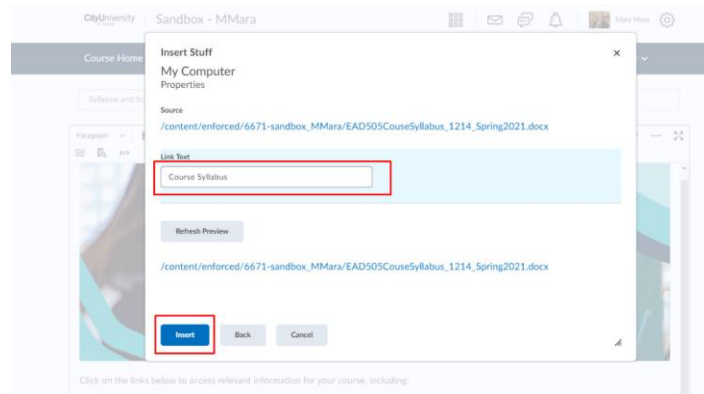 CityUniversity
Sandbox - MMara
Mary Mara
Course Home
Insert Stuff
My Computer
Properties
Source
/content/enforced/6671-sandbox_MMara/EAD505CouseSyllabus_1214_Spring2021.docx
Link Text
Course Syllabus
Refresh Preview
/content/enforced/6671-sandbox_MMara/EAD505CouseSyllabus_1214_Spring2021.docx
Insert
Back
Cancel
Syllabus and
Paragraph
Click on the links below to access relevant information for your course, including: